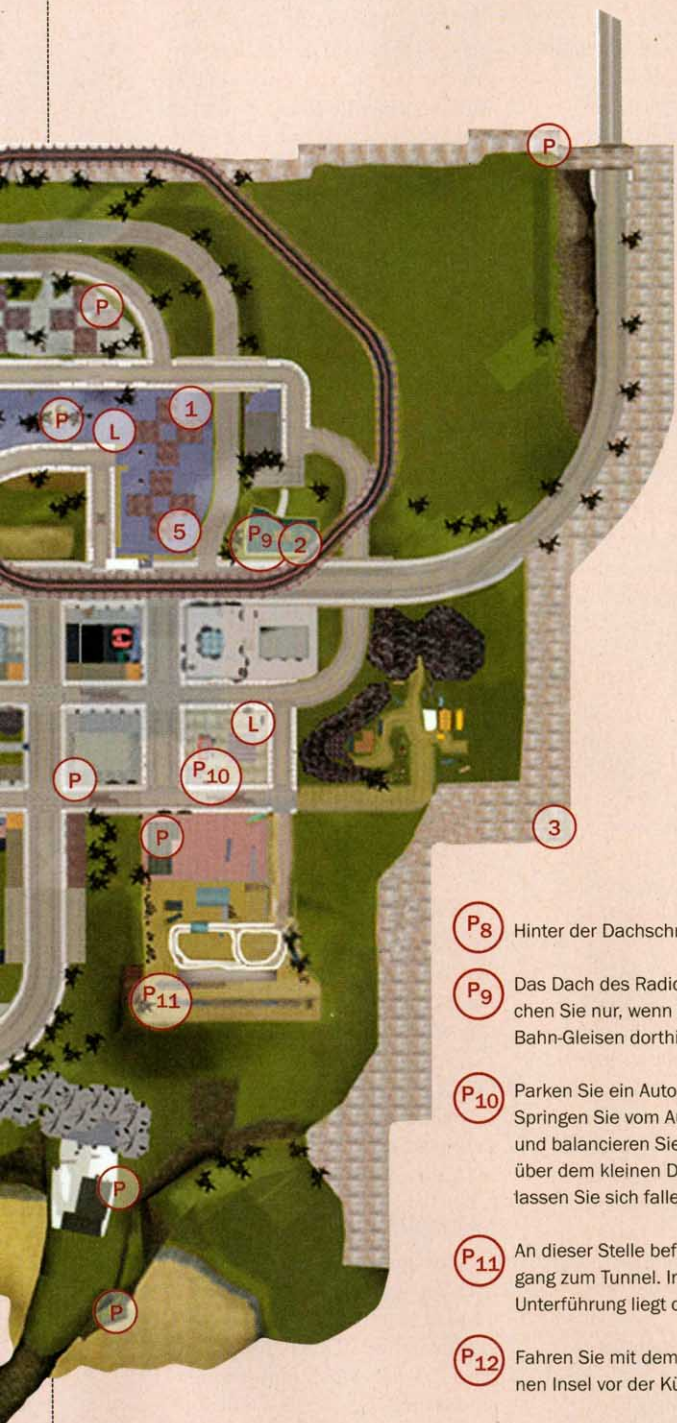 P
P
1
P
L
5
P9
2
L
P10
P
P
3
P8 Hinter der Dachschr
P9 Das Dach des Radio
chen Sie nur, wenn
Bahn-Gleisen dorthi
P10 Parken Sie ein Auto
Springen Sie vom Au
und balancieren Sie
über dem kleinen D
lassen Sie sich falle
P11
P11 An dieser Stelle bef
gang zum Tunnel. In
Unterführung liegt d
P
P12 Fahren Sie mit dem
nen Insel vor der Kü
P